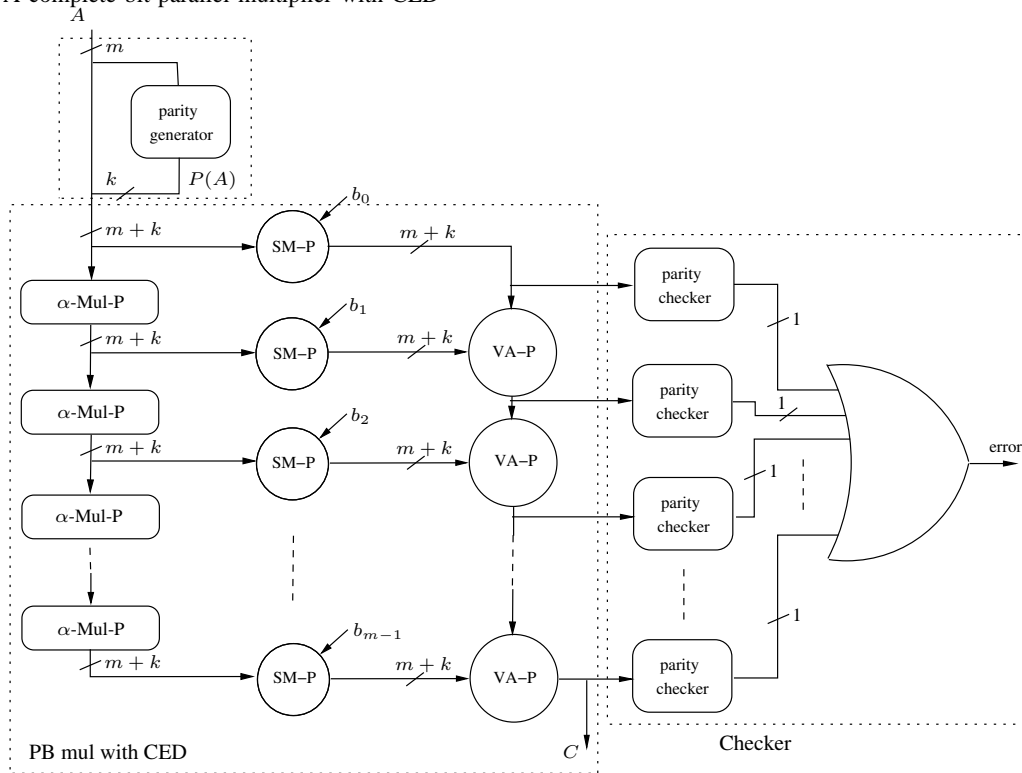 A complete bit-parallel multiplier with CED
A
m
parity
generator
k
P(A)
m + k
SM–P
b0
m + k
α-Mul-P
parity
checker
1
m + k
SM–P
b1
m + k
VA–P
α-Mul-P
parity
checker
1
m + k
SM–P
b2
m + k
VA–P
error
α-Mul-P
parity
checker
1
α-Mul-P
m + k
SM–P
bm−1
m + k
VA–P
parity
checker
1
C
PB mul with CED
Checker